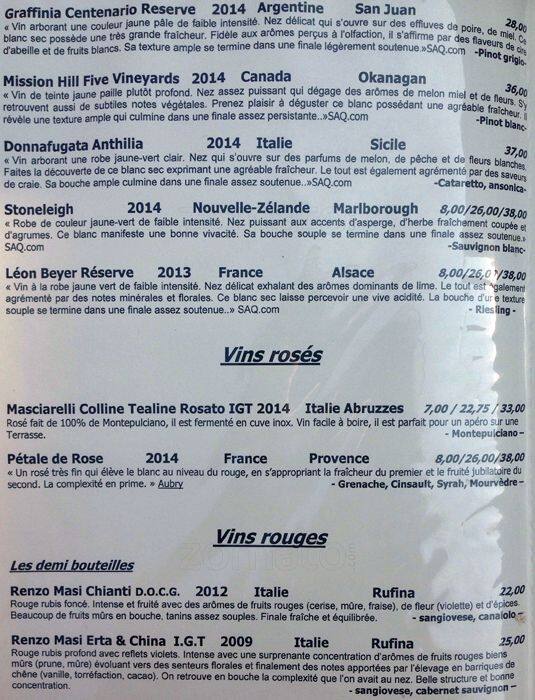 Graffinia Centenario Reserve 2014 Argentine San Juan 28,00
« Vin arborant une couleur jaune pâle de faible intensité. Nez délicat qui s'ouvre sur des effluves de poire, de miel. Ce
blanc sec possède une très grande fraîcheur. Fidèle aux arômes perçus à l'olfaction, il s'affirme par des flaveurs de cire
d'abeille et de fruits blancs. Sa texture ample se termine dans une finale légèrement soutenue.»SAQ.com -Pinot grigio-
Mission Hill Five Vineyards 2014 Canada Okanagan 36,00
« Vin de teinte jaune paille plutôt profond. Nez assez puissant qui dégage des arômes de melon miel et de fleurs. S'y
retrouvent aussi de subtiles notes végétales. Prenez plaisir à déguster ce blanc possédant une agréable fraîcheur. Il
révèle une texture ample qui culmine dans une finale assez persistante..»SAQ.com -Pinot blanc-
Donnafugata Anthilia 2014 Italie Sicile 37,00
« Vin arborant une robe jaune-vert clair. Nez qui s'ouvre sur des parfums de melon, de pêche et de fleurs blanches.
Faites la découverte de ce blanc sec exprimant une agréable fraîcheur. Le tout est également agrémenté par des saveurs
de craie. Sa bouche ample culmine dans une finale assez soutenue..»SAQ.com -Cataretto, ansonica-
Stoneleigh 2014 Nouvelle-Zélande Marlborough 8,00/26,00/38,00
« Robe de couleur jaune-vert de faible intensité. Nez puissant aux accents d'asperge, d'herbe fraîchement coupée et
d'agrumes. Ce blanc manifeste une bonne vivacité. Sa bouche souple se termine dans une finale assez soutenue.»
SAQ.com -Sauvignon blanc-
Léon Beyer Réserve 2013 France Alsace 8,00/26,00/38,00
« Vin à la robe jaune vert de faible intensité. Nez délicat exhalant des arômes dominants de lime. Le tout est également
agrémenté par des notes minérales et florales. Ce blanc sec laisse percevoir une vive acidité. La bouche d'une texture
souple se termine dans une finale assez soutenue..» SAQ.com - Riesling -
Vins rosés
Masciarelli Colline Tealine Rosato IGT 2014 Italie Abruzzes 7,00 / 22,75 / 33,00
Rosé fait de 100% de Montepulciano, il est fermenté en cuve inox. Vin facile à boire, il est parfait pour un apéro sur une
Terrasse. - Montepulciano –
Pétale de Rose 2014 France Provence 8,00/26,00/38,00
« Un rosé très fin qui élève le blanc au niveau du rouge, en s'appropriant la fraîcheur du premier et le fruité jubilatoire du
second. La complexité en prime. » Aubry - Grenache, Cinsault, Syrah, Mourvèdre –
Vins rouges
zomato.com
Les demi bouteilles
Renzo Masi Chianti D.O.C.G. 2012 Italie Rufina 22,00
Rouge rubis foncé. Intense et fruité avec des arômes de fruits rouges (cerise, mûre, fraise), de fleur (violette) et d'épices.
Beaucoup de fruits mûrs en bouche, tanins assez souples. Finale fraîche et équilibrée. - sangiovese, canaiolo –
Renzo Masi Erta & China I.G.T 2009 Italie Rufina 25,00
Rouge rubis profond avec reflets violets. Intense avec une surprenante concentration d'arômes de fruits rouges biens
mûrs (prune, mûre) évoluant vers des senteurs florales et finalement des notes apportées par l'élevage en barriques de
chêne (vanille, torréfaction, cacao). On retrouve en bouche la complexité que l'on avait au nez. Belle structure et bonne
concentration. - sangiovese, cabernet sauvignon –